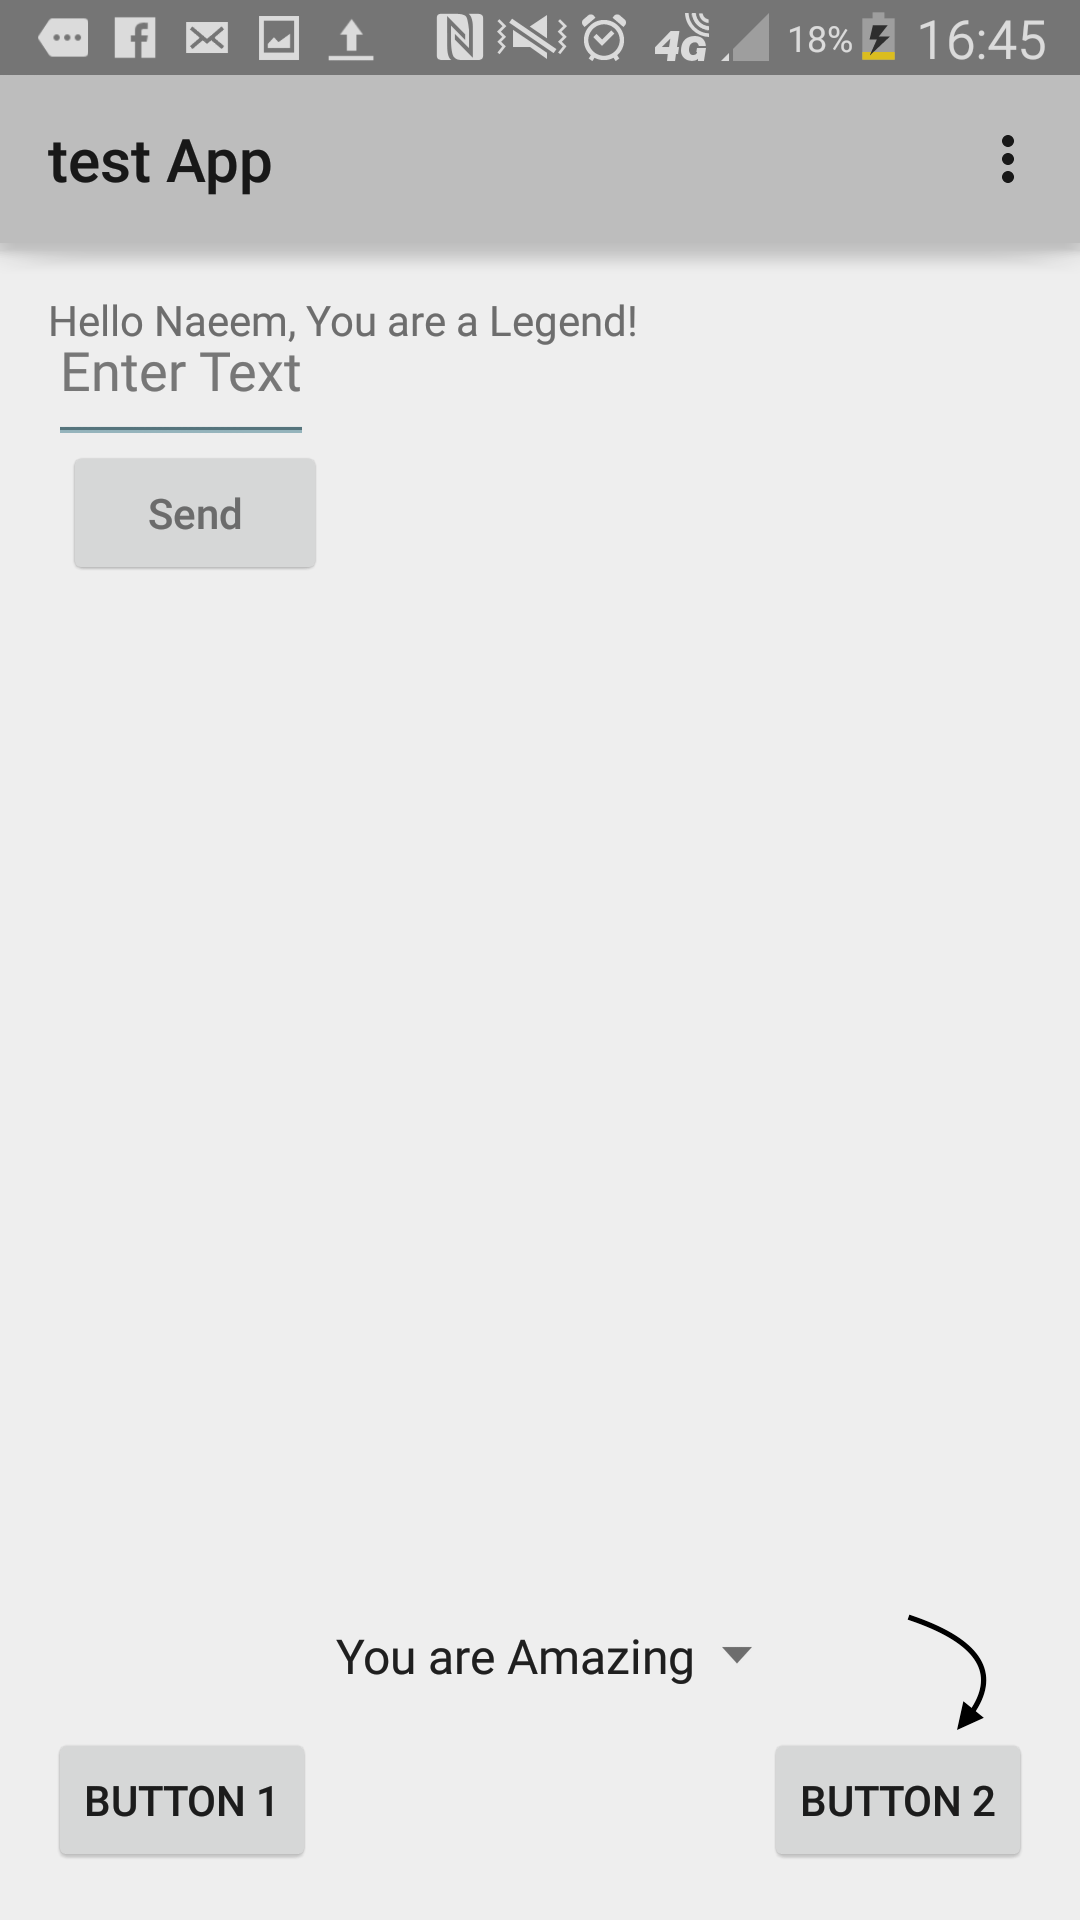 4G 18% 16:45
test App
Hello Naeem, You are a Legend!
Enter Text
Send
You are Amazing
BUTTON 1
BUTTON 2